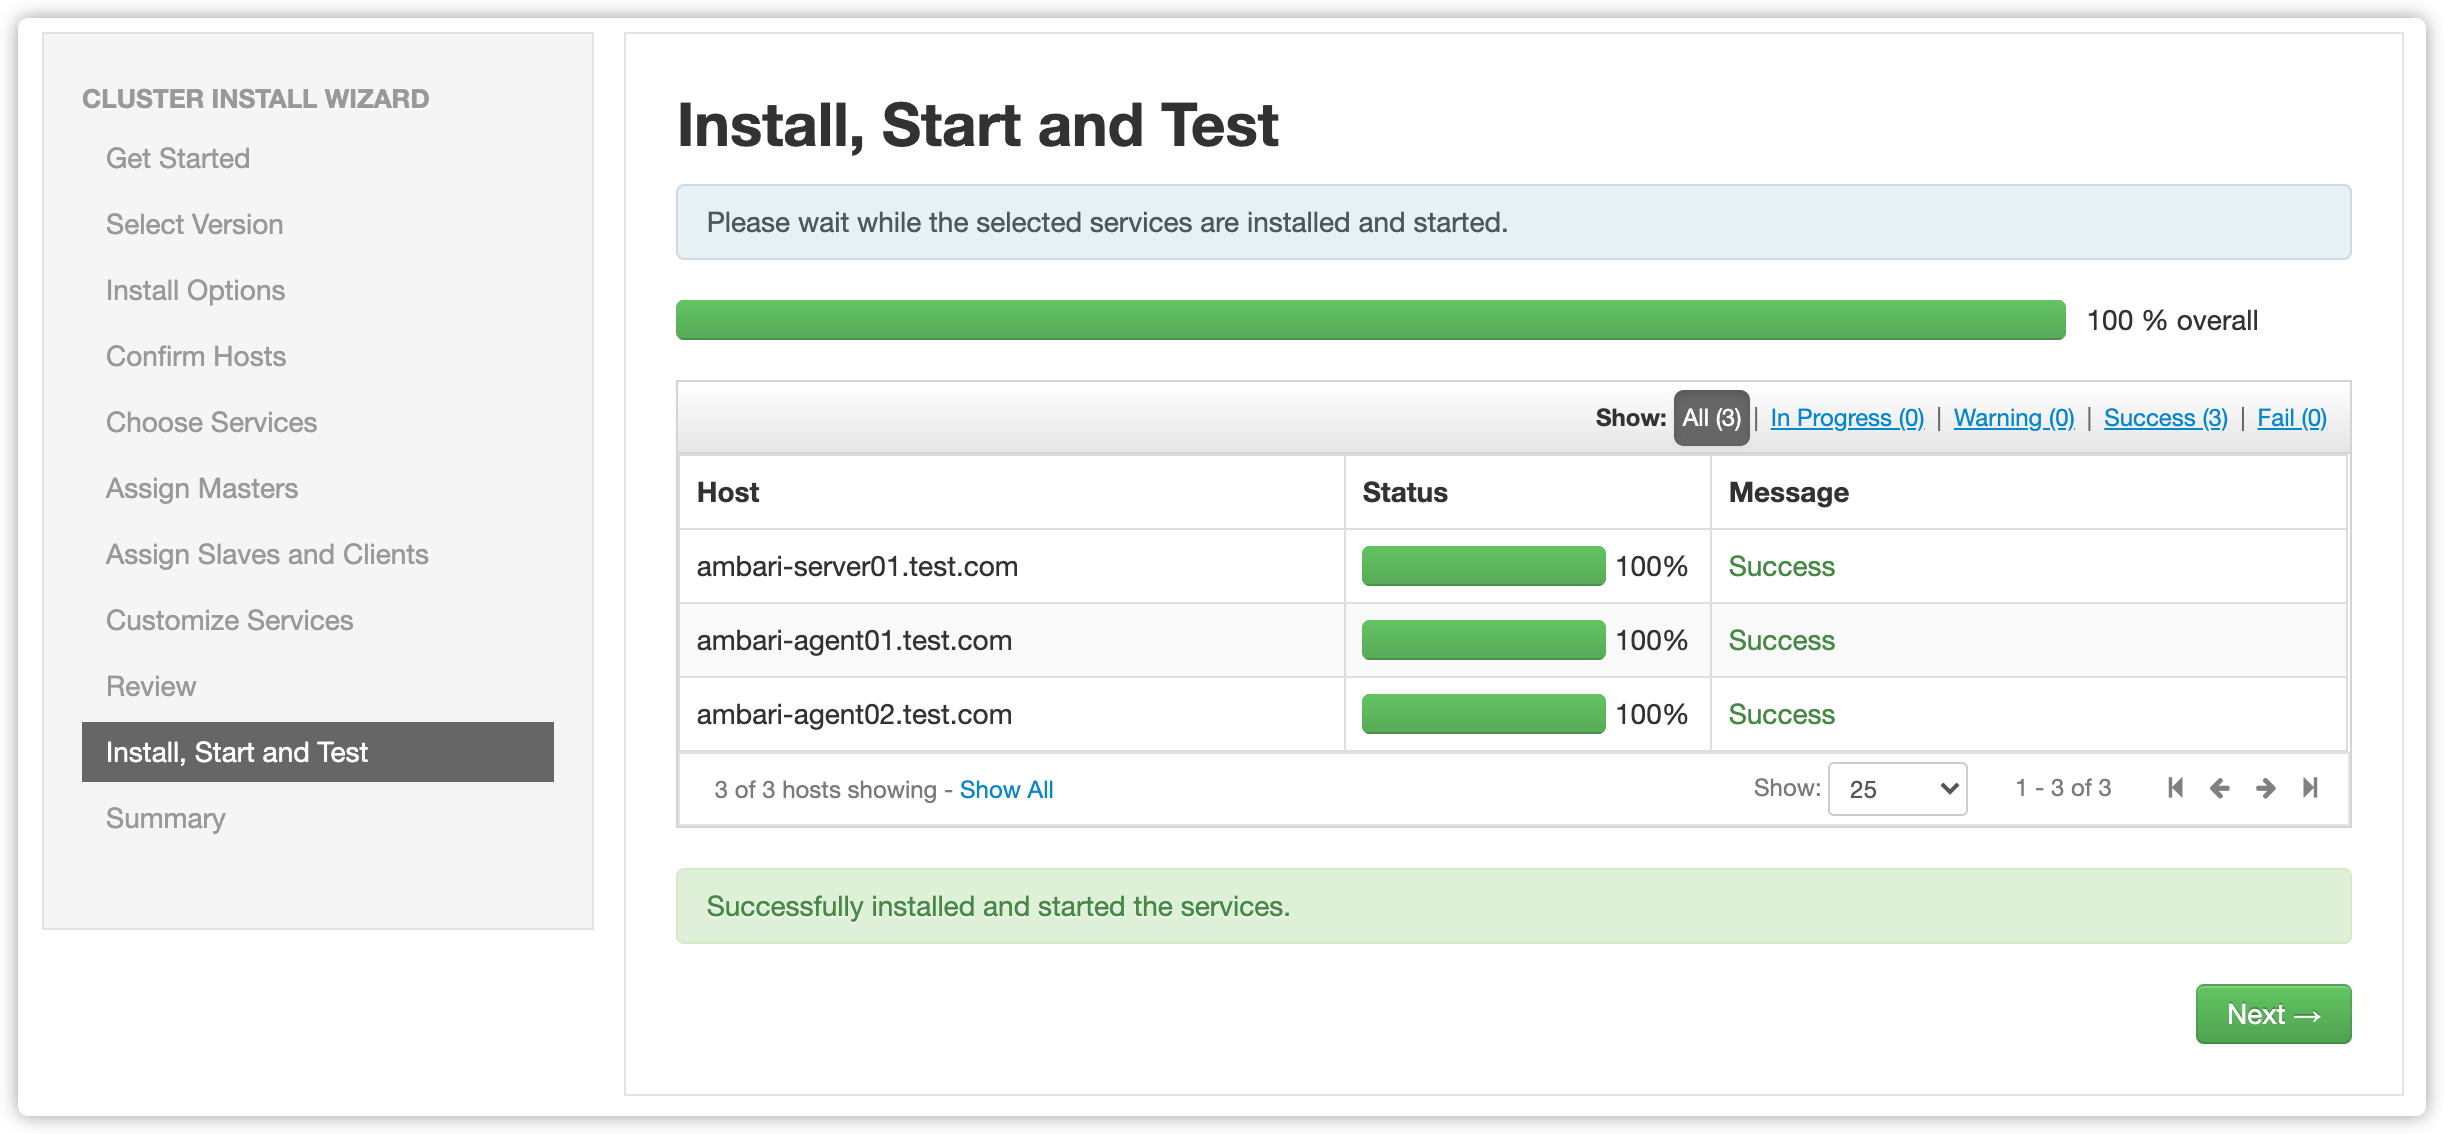 CLUSTER INSTALL WIZARD
Get Started
Select Version
Install Options
Confirm Hosts
Choose Services
Assign Masters
Assign Slaves and Clients
Customize Services
Review
Install, Start and Test
Summary
Install, Start and Test
Please wait while the selected services are installed and started.
100 % overall
Show: All (3) | In Progress (0) | Warning (0) | Success (3) | Fail (0)
Host Status Message
ambari-server01.test.com 100% Success
ambari-agent01.test.com 100% Success
ambari-agent02.test.com 100% Success
3 of 3 hosts showing - Show All Show: 25 1 - 3 of 3
Successfully installed and started the services.
Next →